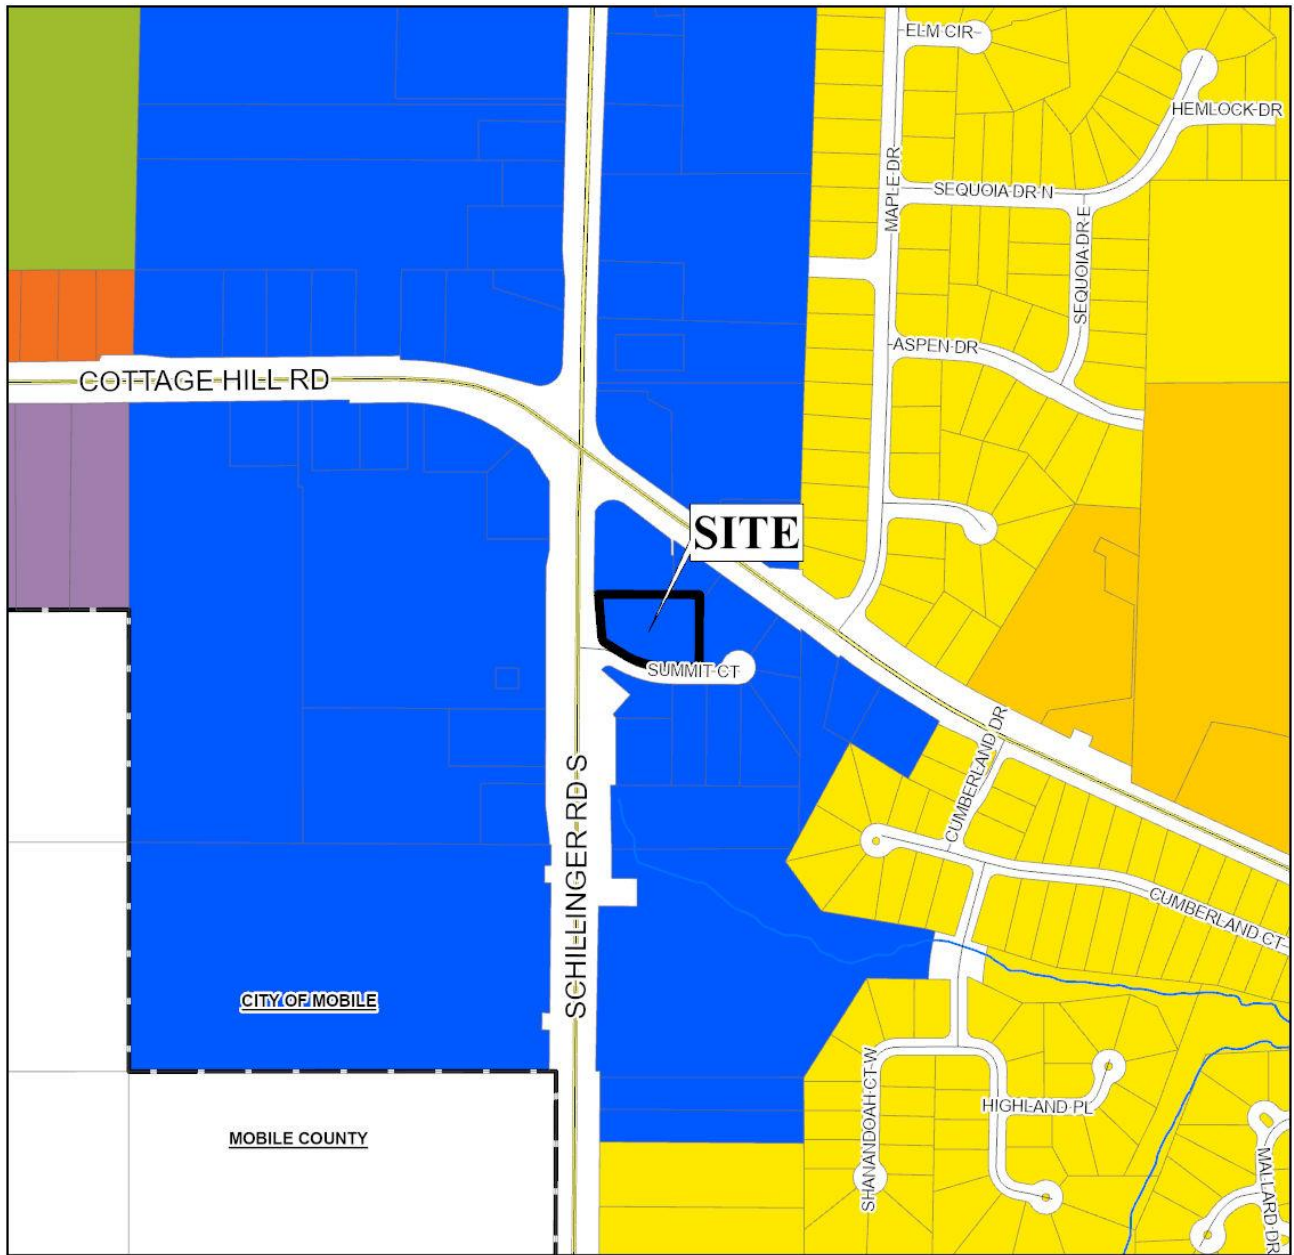 ELM CIR
HEMLOCK DR
MAPLE DR
SEQUOIA DR N
SEQUOIA DR E
ASPEN DR
COTTAGE HILL RD
SITE
SUMMIT CT
CUMBERLAND DR
SCHILLINGER RD S
CUMBERLAND CT
CITY OF MOBILE
SHANANDOAH CT W
HIGHLAND PL
MOBILE COUNTY
MALLARD DR